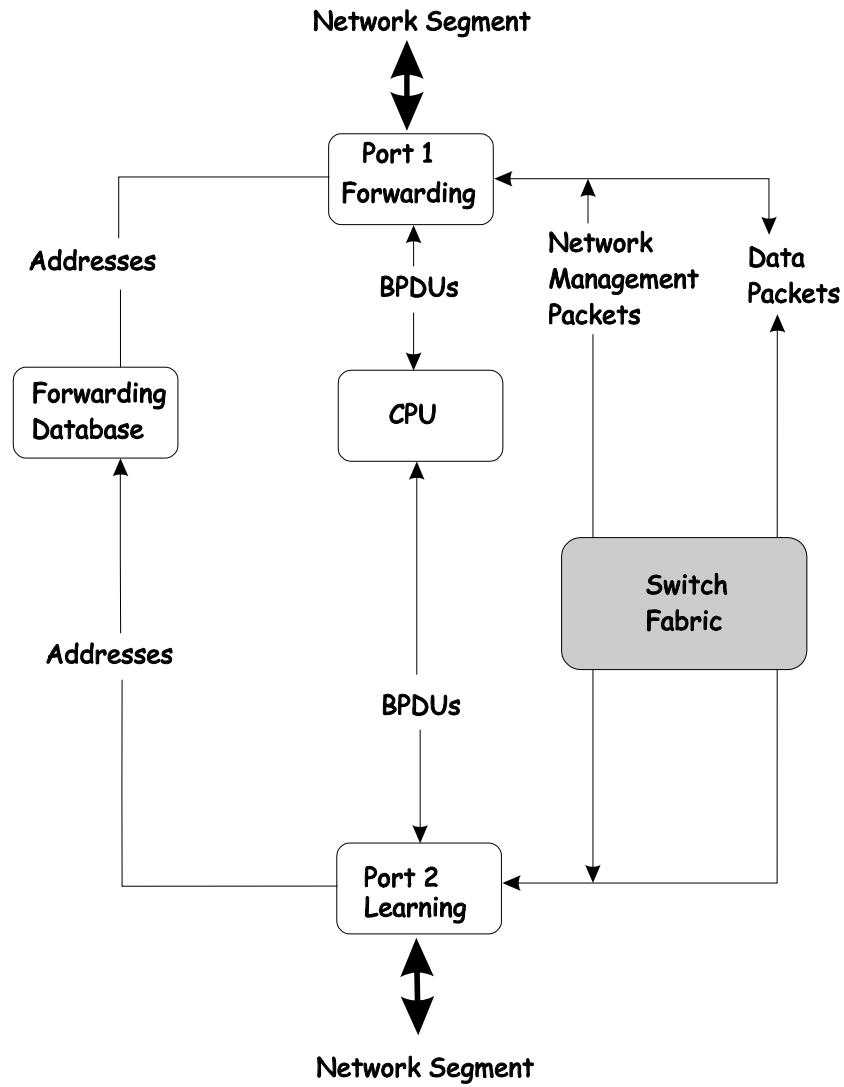 Network Segment
Port 1
Forwarding
Network
Management
Packets
Data
Packets
Addresses
BPDUs
Forwarding
Database
CPU
Switch
Fabric
Addresses
BPDUs
Port 2
Learning
Network Segment